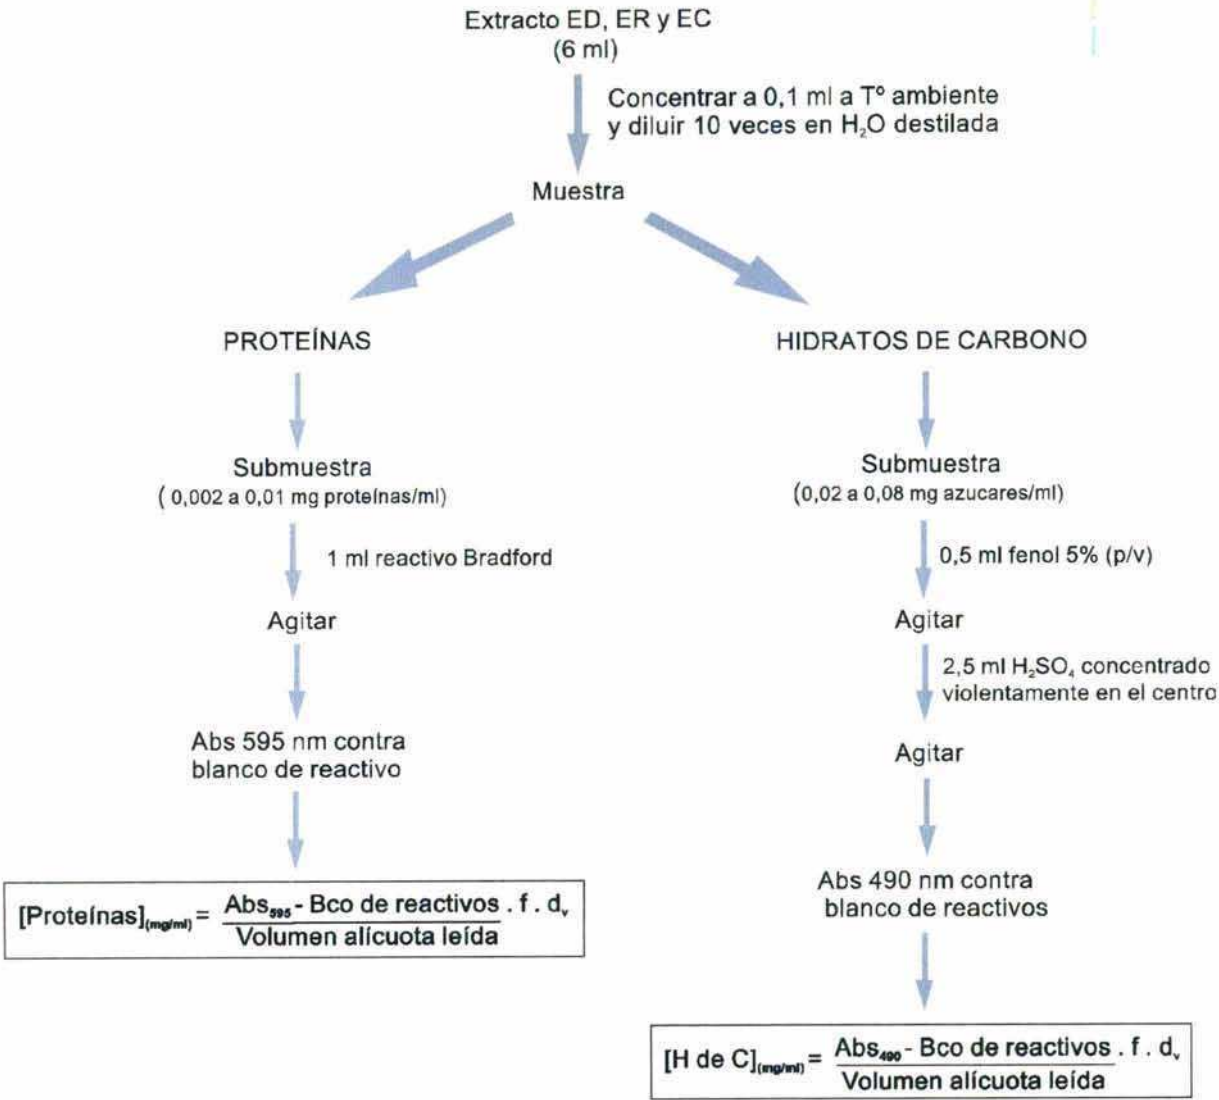 Extracto ED, ER y EC
(6 ml)
Concentrar a 0,1 ml a Tº ambiente
y diluir 10 veces en H₂O destilada
Muestra
PROTEÍNAS
Submuestra
( 0,002 a 0,01 mg proteínas/ml)
1 ml reactivo Bradford
Agitar
Abs 595 nm contra
blanco de reactivo
[Proteínas](mg/ml) = Abs₅₉₅ - Bco de reactivos . f . dᵥ
Volumen alícuota leída
HIDRATOS DE CARBONO
Submuestra
(0,02 a 0,08 mg azucares/ml)
0,5 ml fenol 5% (p/v)
Agitar
2,5 ml H₂SO₄ concentrado
violentamente en el centro
Agitar
Abs 490 nm contra
blanco de reactivos
[H de C](mg/ml) = Abs₄₉₀ - Bco de reactivos . f . dᵥ
Volumen alícuota leída